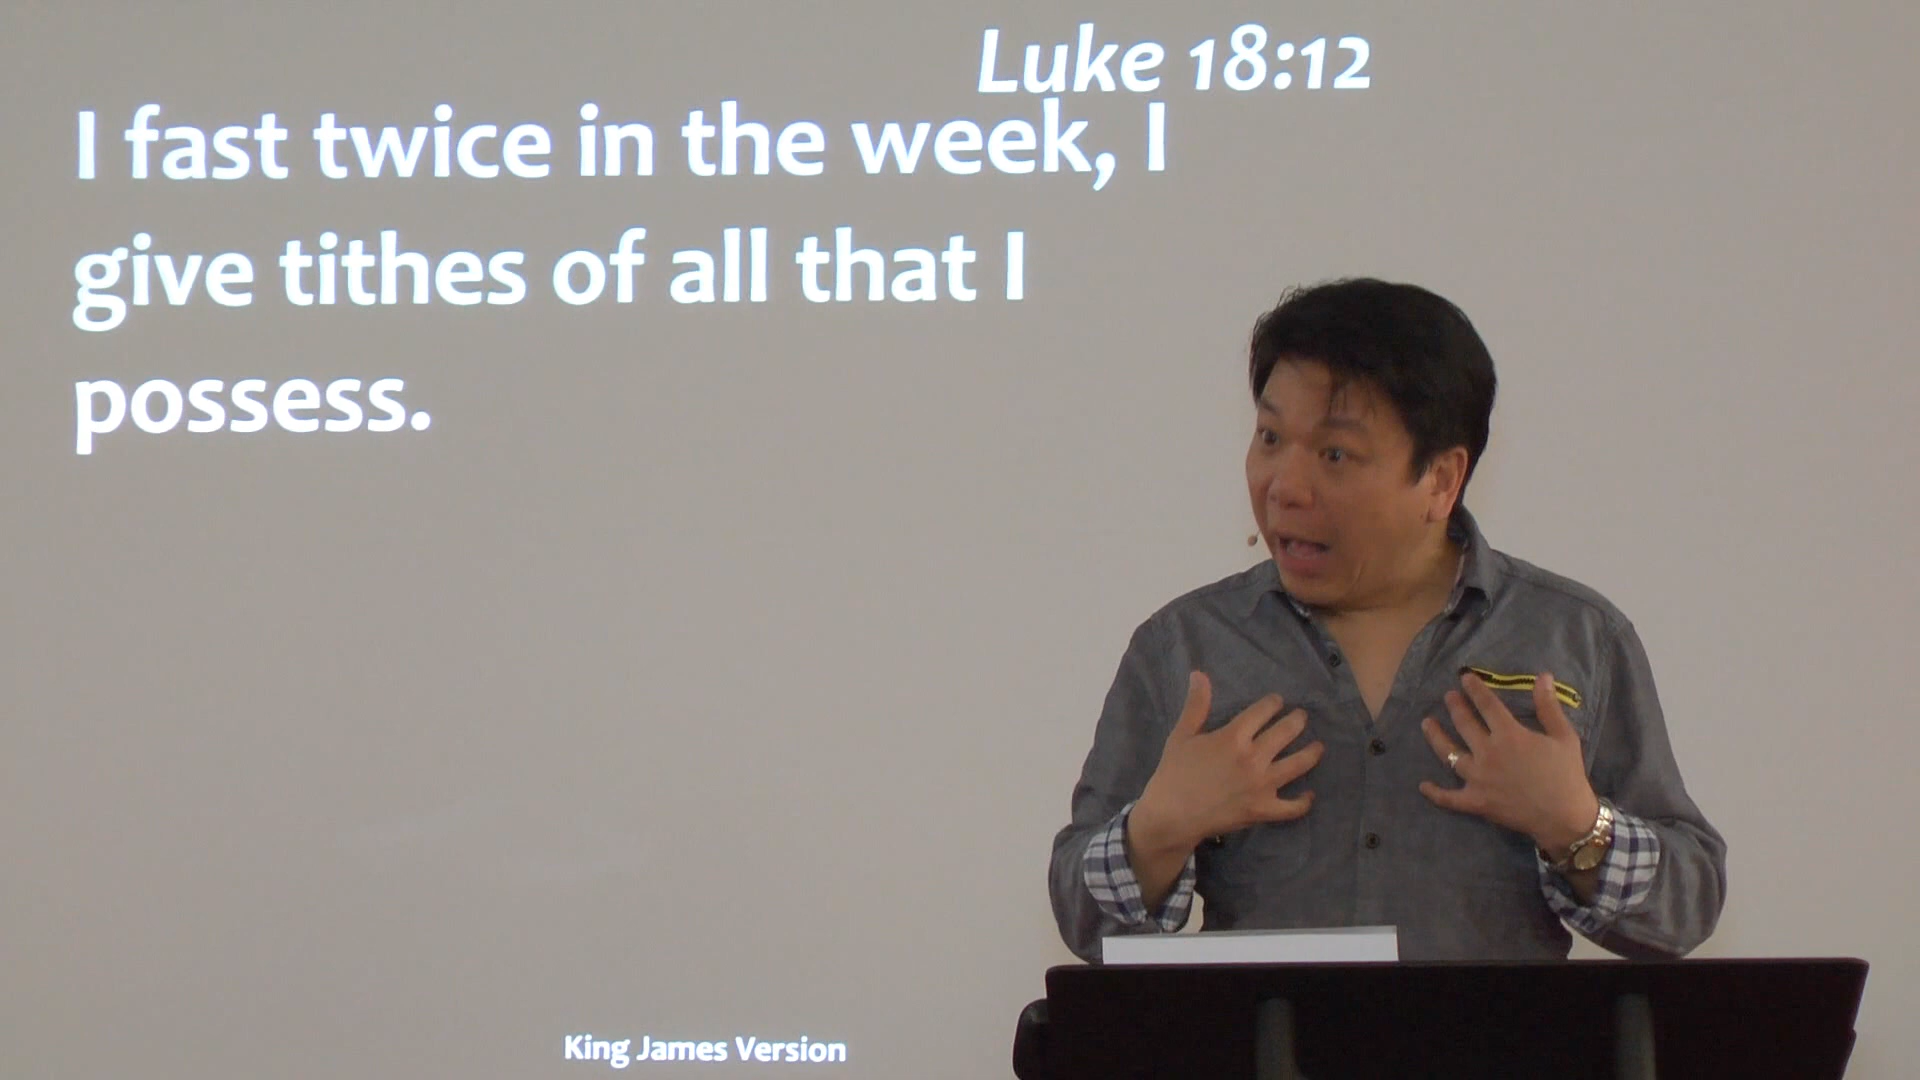 Luke 18:12
I fast twice in the week, I
give tithes of all that I
possess.
King James Version